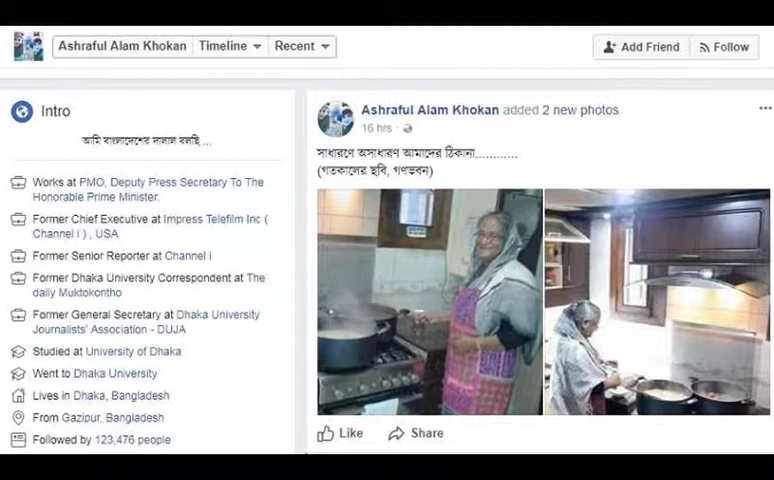 Ashraful Alam Khokan
Timeline
Recent
Add Friend
Follow
Intro
আমি বাংলাদেশের দালাল বলছি ...
Works at PMO, Deputy Press Secretary To The
Honorable Prime Minister.
Former Chief Executive at Impress Telefilm Inc (
Channel i ) , USA
Former Senior Reporter at Channel i
Former Dhaka University Correspondent at The
daily Muktokontho
Former General Secretary at Dhaka University
Journalists' Association - DUJA
Studied at University of Dhaka
Went to Dhaka University
Lives in Dhaka, Bangladesh
From Gazipur, Bangladesh
Followed by 123,476 people
Ashraful Alam Khokan added 2 new photos
16 hrs ·
সাধারণে অসাধারণ আমাদের ঠিকানা............
(গতকালের ছবি, গণভবন)
Like
Share